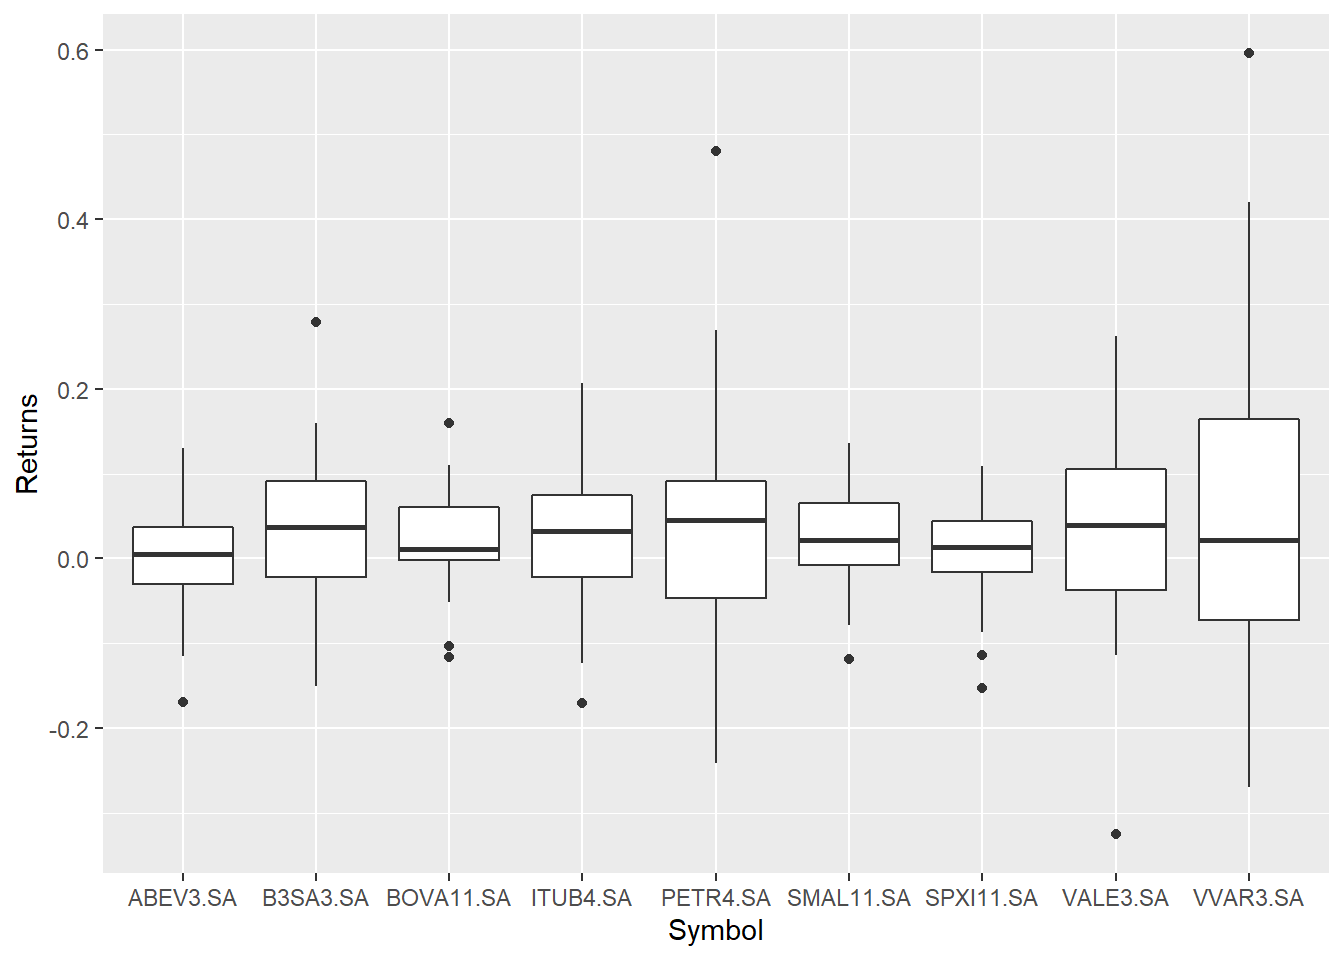 0.6
0.4
0.2
0.0
-0.2
Returns
ABEV3.SA B3SA3.SA BOVA11.SA ITUB4.SA PETR4.SA SMAL11.SA SPXI11.SA VALE3.SA VVAR3.SA
Symbol